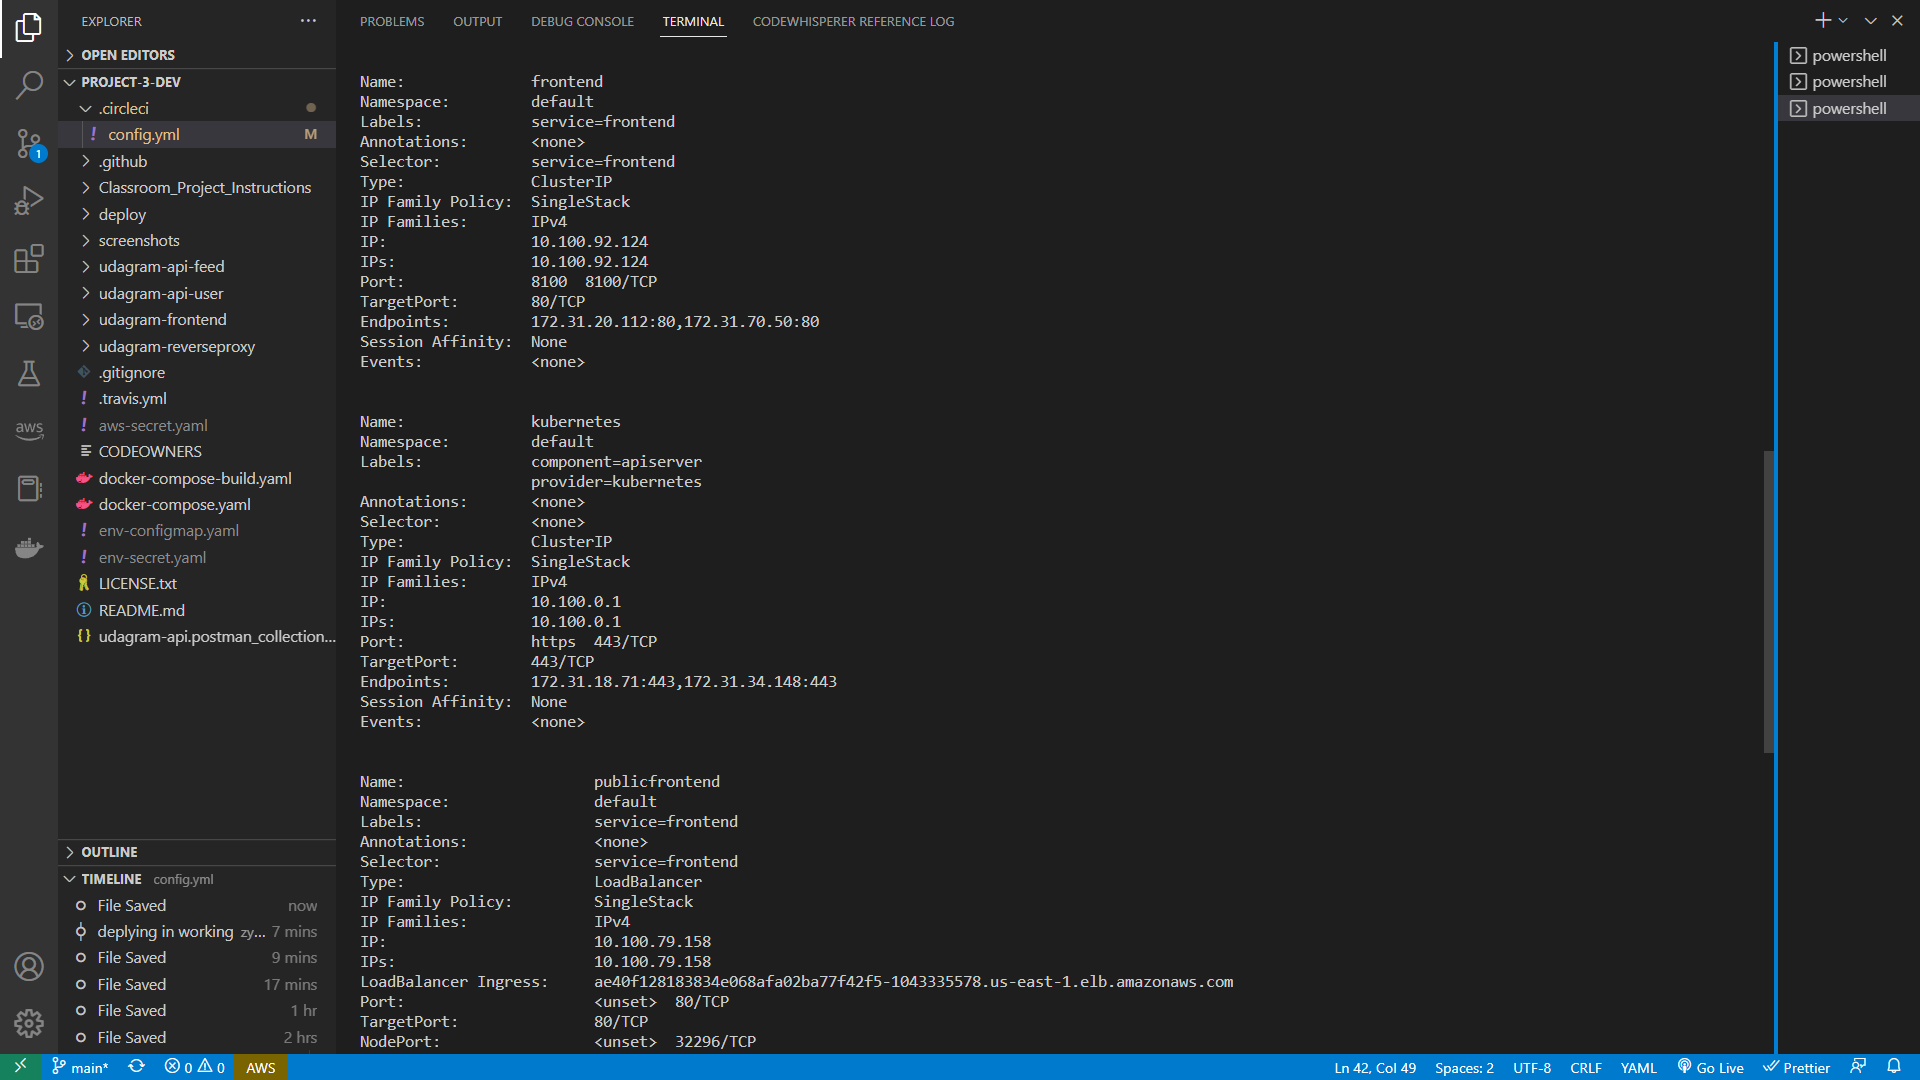 EXPLORER
OPEN EDITORS
PROJECT-3-DEV
.circleci
config.yml M
.github
Classroom_Project_Instructions
deploy
screenshots
udagram-api-feed
udagram-api-user
udagram-frontend
udagram-reverseproxy
.gitignore
.travis.yml
aws-secret.yaml
CODEOWNERS
docker-compose-build.yaml
docker-compose.yaml
env-configmap.yaml
env-secret.yaml
LICENSE.txt
README.md
udagram-api.postman_collection...
OUTLINE
TIMELINE config.yml
File Saved now
deplying in working zy... 7 mins
File Saved 9 mins
File Saved 17 mins
File Saved 1 hr
File Saved 2 hrs
1
aws
PROBLEMS OUTPUT DEBUG CONSOLE TERMINAL CODEWHISPERER REFERENCE LOG
Name: frontend
Namespace: default
Labels: service=frontend
Annotations: <none>
Selector: service=frontend
Type: ClusterIP
IP Family Policy: SingleStack
IP Families: IPv4
IP: 10.100.92.124
IPs: 10.100.92.124
Port: 8100 8100/TCP
TargetPort: 80/TCP
Endpoints: 172.31.20.112:80,172.31.70.50:80
Session Affinity: None
Events: <none>
Name: kubernetes
Namespace: default
Labels: component=apiserver
provider=kubernetes
Annotations: <none>
Selector: <none>
Type: ClusterIP
IP Family Policy: SingleStack
IP Families: IPv4
IP: 10.100.0.1
IPs: 10.100.0.1
Port: https 443/TCP
TargetPort: 443/TCP
Endpoints: 172.31.18.71:443,172.31.34.148:443
Session Affinity: None
Events: <none>
Name: publicfrontend
Namespace: default
Labels: service=frontend
Annotations: <none>
Selector: service=frontend
Type: LoadBalancer
IP Family Policy: SingleStack
IP Families: IPv4
IP: 10.100.79.158
IPs: 10.100.79.158
LoadBalancer Ingress: ae40f128183834e068afa02ba77f42f5-1043335578.us-east-1.elb.amazonaws.com
Port: <unset> 80/TCP
TargetPort: 80/TCP
NodePort: <unset> 32296/TCP
powershell
powershell
powershell
main* 0 0 AWS Ln 42, Col 49 Spaces: 2 UTF-8 CRLF YAML Go Live Prettier